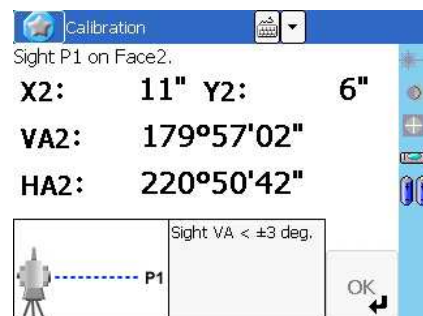 Calibration
Sight P1 on Face2.
X2: 11" Y2: 6"
VA2: 179°57'02"
HA2: 220°50'42"
Sight VA < ±3 deg.
P1
OK